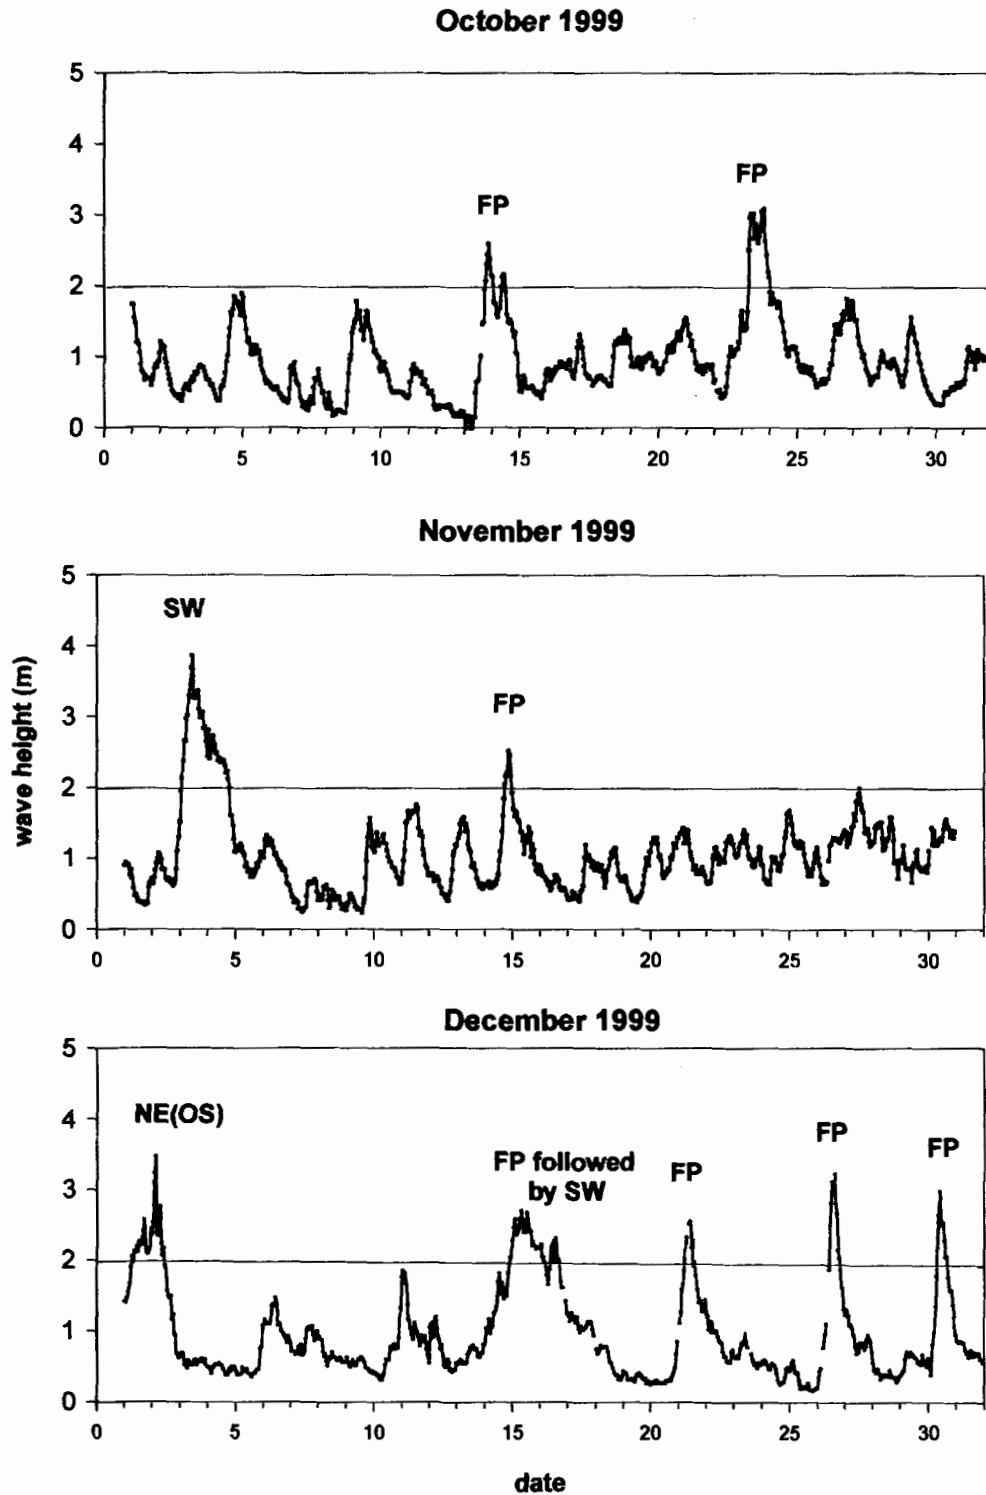 October 1999
5
4
3
2
1
0
FP
FP
0 5 10 15 20 25 30
November 1999
wave height (m)
5
4
3
2
1
0
SW
FP
0 5 10 15 20 25 30
December 1999
5
4
3
2
1
0
NE(OS)
FP followed
by SW
FP
FP
FP
0 5 10 15 20 25 30
date